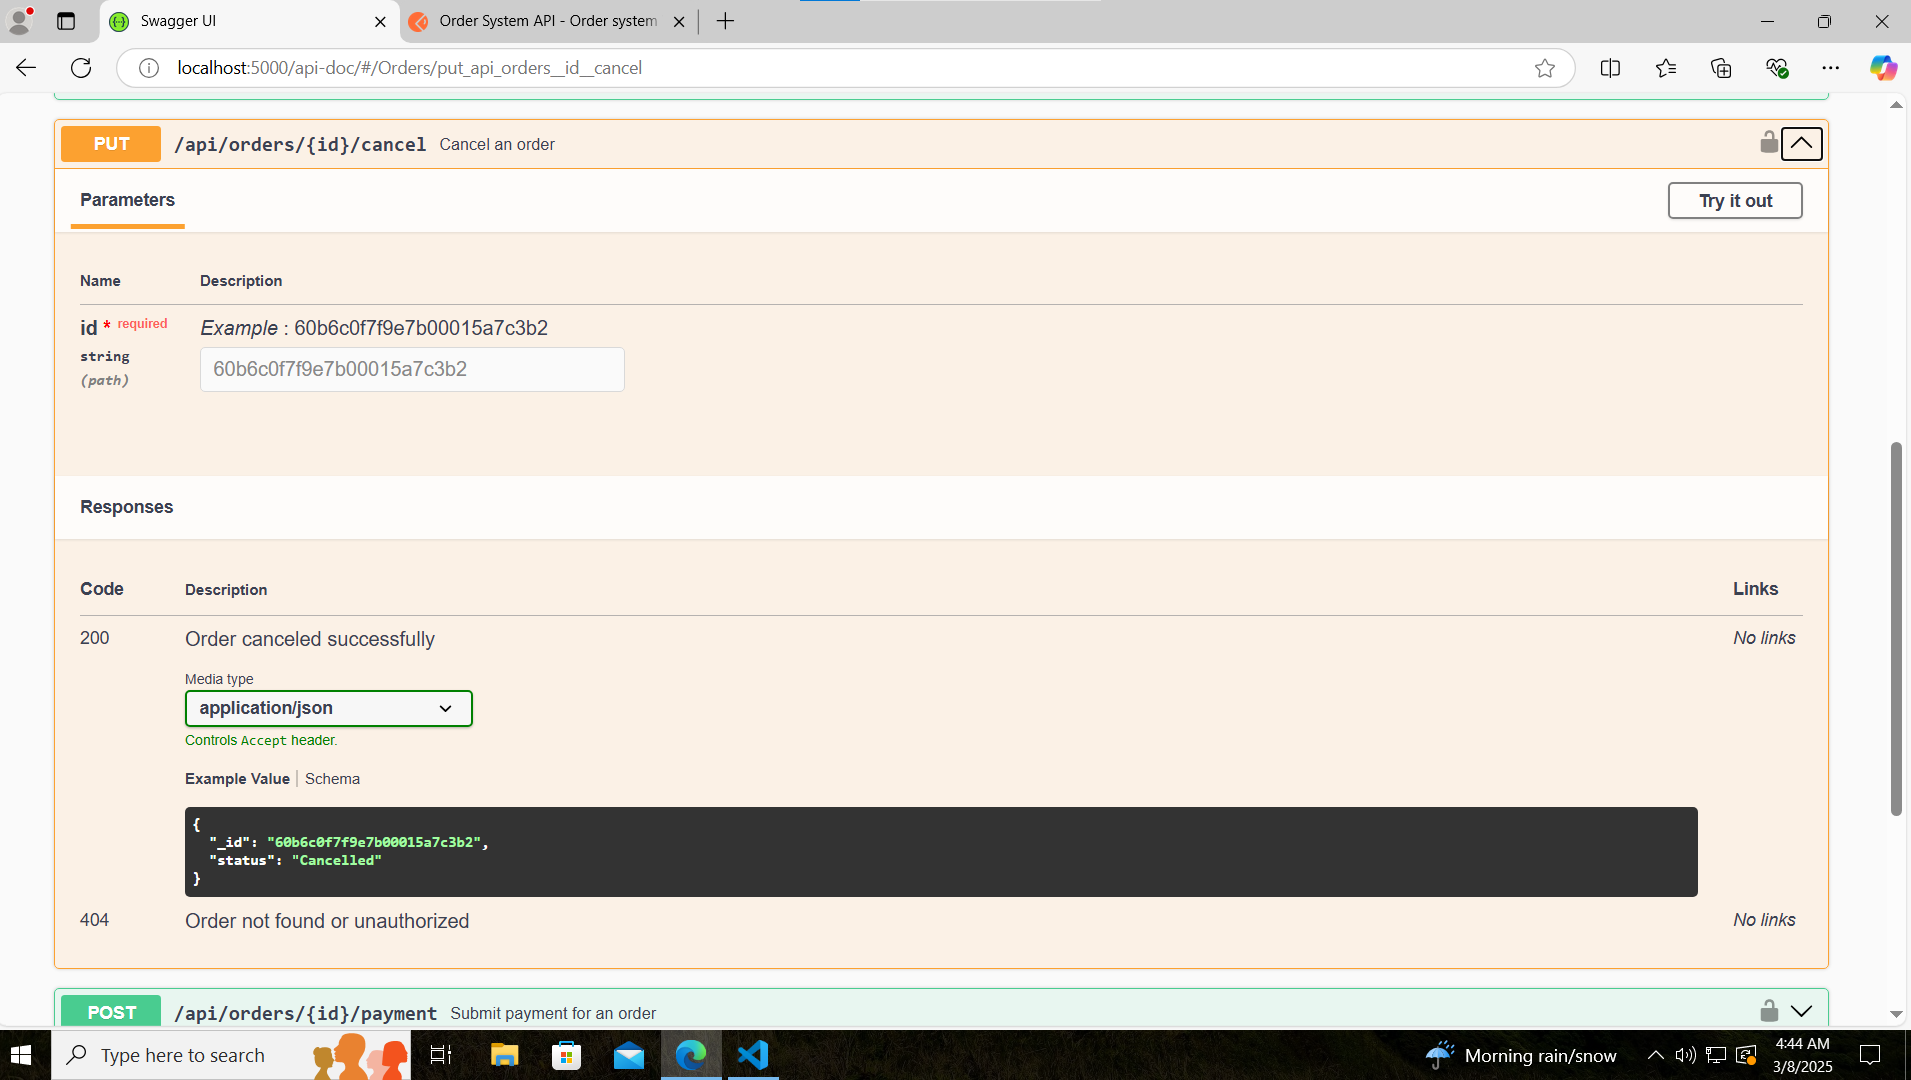 Swagger UI
Order System API - Order system
localhost:5000/api-doc/#/Orders/put_api_orders__id__cancel
PUT /api/orders/{id}/cancel Cancel an order
Parameters
Try it out
Name Description
id * required
string
(path)
Example : 60b6c0f7f9e7b00015a7c3b2
60b6c0f7f9e7b00015a7c3b2
Responses
Code Description Links
200 Order canceled successfully No links
Media type
application/json
Controls Accept header.
Example Value | Schema
{
"_id": "60b6c0f7f9e7b00015a7c3b2",
"status": "Cancelled"
}
404 Order not found or unauthorized No links
POST /api/orders/{id}/payment Submit payment for an order
Type here to search
Morning rain/snow
4:44 AM
3/8/2025